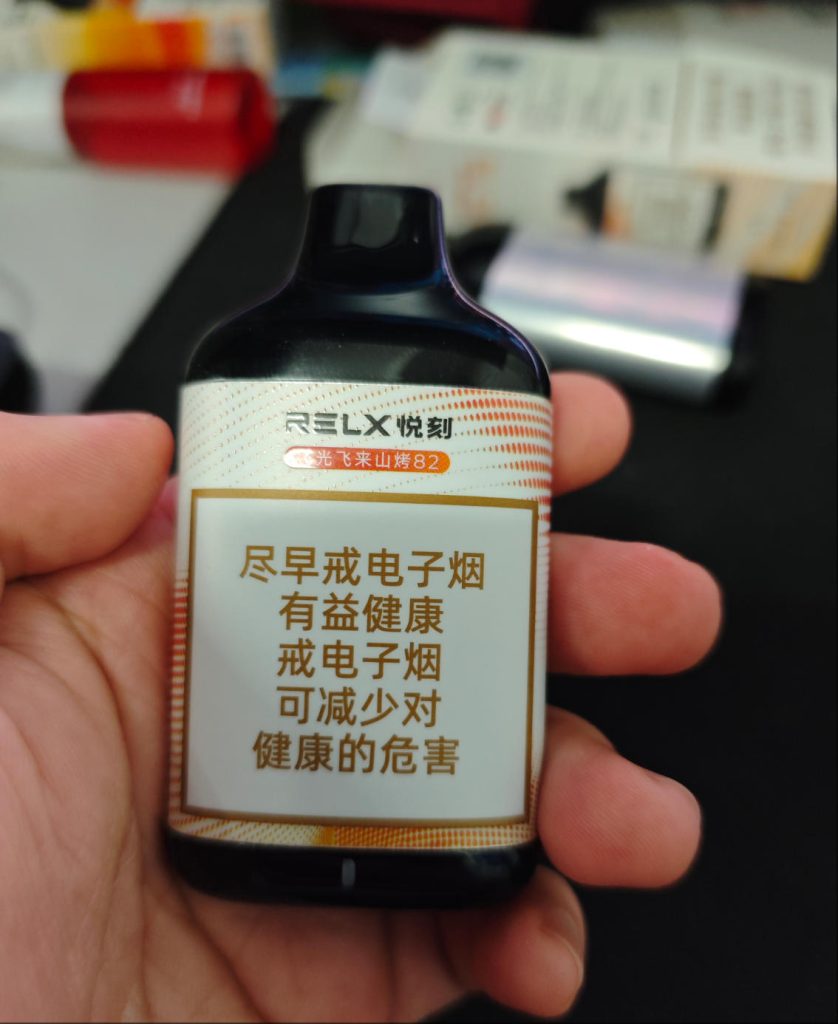 RELX悦刻
光飞来山烤82
尽早戒电子烟
有益健康
戒电子烟
可减少对
健康的危害